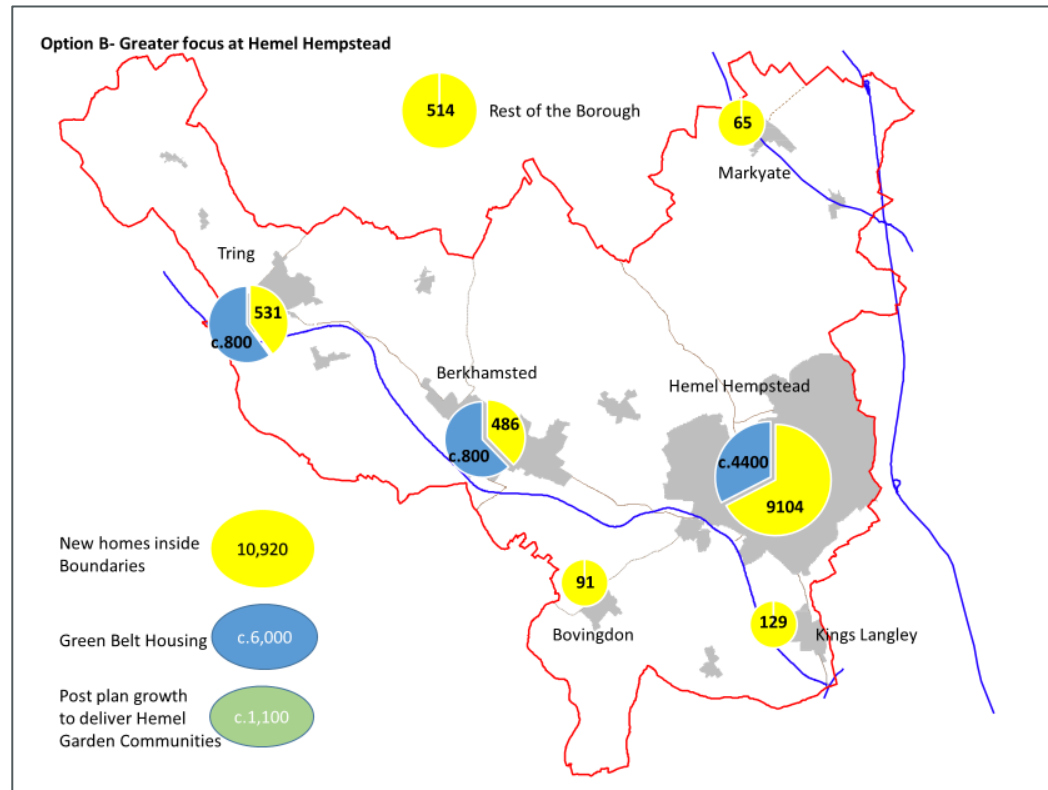 Option B- Greater focus at Hemel Hempstead
514
Rest of the Borough
65
Markyate
Tring
531
c.800
Berkhamsted
486
c.800
Hemel Hempstead
c.4400
9104
New homes inside
Boundaries
10,920
91
Bovingdon
129
Kings Langley
Green Belt Housing
c.6,000
Post plan growth
to deliver Hemel
Garden Communities
c.1,100